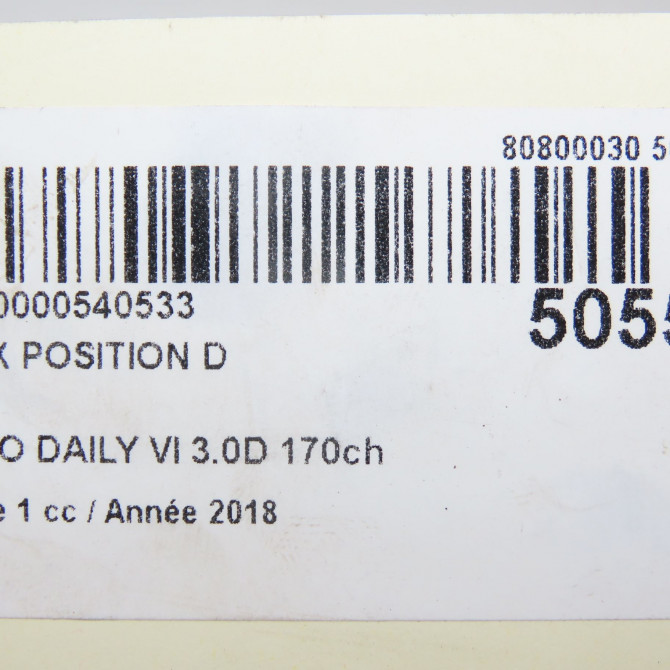 80800030 5
0000540533
5055
X POSITION D
O DAILY VI 3.0D 170ch
e 1 cc / Année 2018